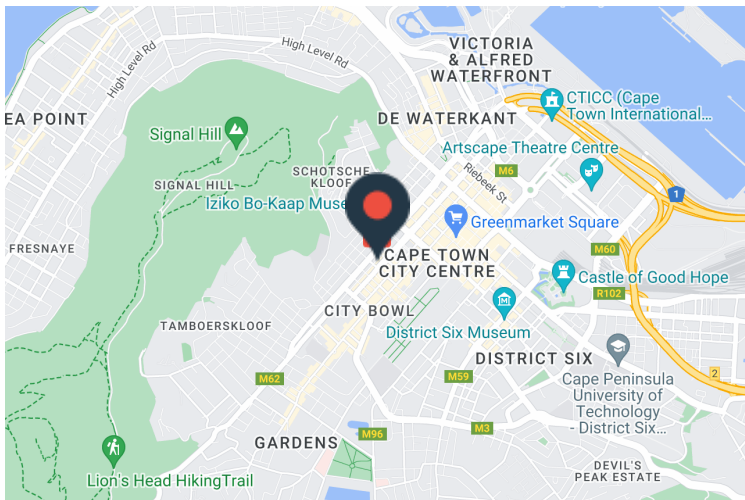 High Level Rd
High Level Rd
VICTORIA
& ALFRED
WATERFRONT
EA POINT
CTICC (Cape
Town International...
DE WATERKANT
Signal Hill
Artscape Theatre Centre
M6
Riebeek St
SCHOTSCHE
KLOOF
SIGNAL HILL
1
Iziko Bo-Kaap Muse
Greenmarket Square
FRESNAYE
M60
CAPE TOWN
CITY CENTRE
Castle of Good Hope
R102
CITY BOWL
TAMBOERSKLOOF
District Six Museum
DISTRICT SIX
M62
M59
2
Cape Peninsula
University of
Technology
- District Six...
M3
M96
GARDENS
Lion's Head HikingTrail
DEVIL'S
PEAK ESTATE